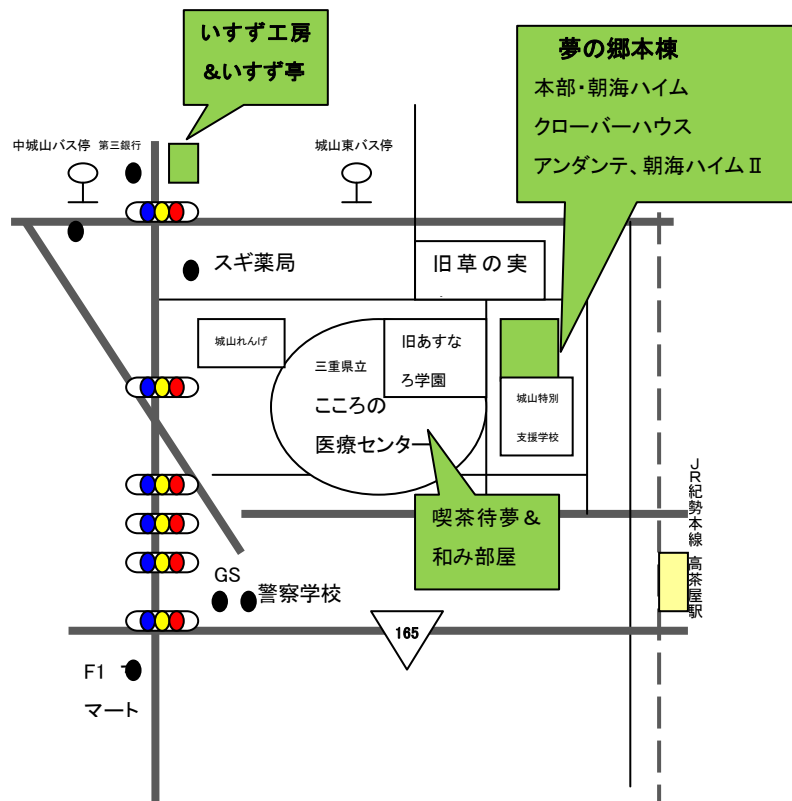 いすず工房
&いすず亭
夢の郷本棟
本部・朝海ハイム
クローバーハウス
アンダンテ、朝海ハイムⅡ
中城山バス停
第三銀行
城山東バス停
スギ薬局
旧草の実
城山れんげ
三重県立
こころの
医療センター
旧あすな
ろ学園
城山特別
支援学校
喫茶待夢&
和み部屋
JR紀勢本線
高茶屋駅
GS
警察学校
165
F1
マート